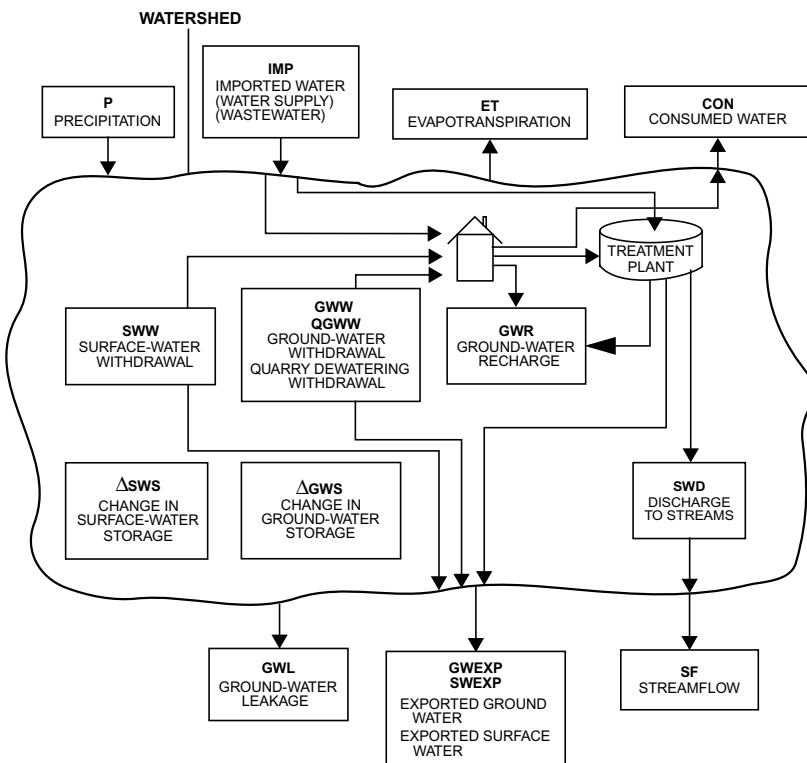 WATERSHED
P
PRECIPITATION
IMP
IMPORTED WATER
(WATER SUPPLY)
(WASTEWATER)
ET
EVAPOTRANSPIRATION
CON
CONSUMED WATER
TREATMENT
PLANT
SWW
SURFACE-WATER
WITHDRAWAL
GWW
QGWW
GROUND-WATER
WITHDRAWAL
QUARRY DEWATERING
WITHDRAWAL
GWR
GROUND-WATER
RECHARGE
ΔSWS
CHANGE IN
SURFACE-WATER
STORAGE
ΔGWS
CHANGE IN
GROUND-WATER
STORAGE
SWD
DISCHARGE
TO STREAMS
GWL
GROUND-WATER
LEAKAGE
GWEXP
SWEXP
EXPORTED GROUND
WATER
EXPORTED SURFACE
WATER
SF
STREAMFLOW